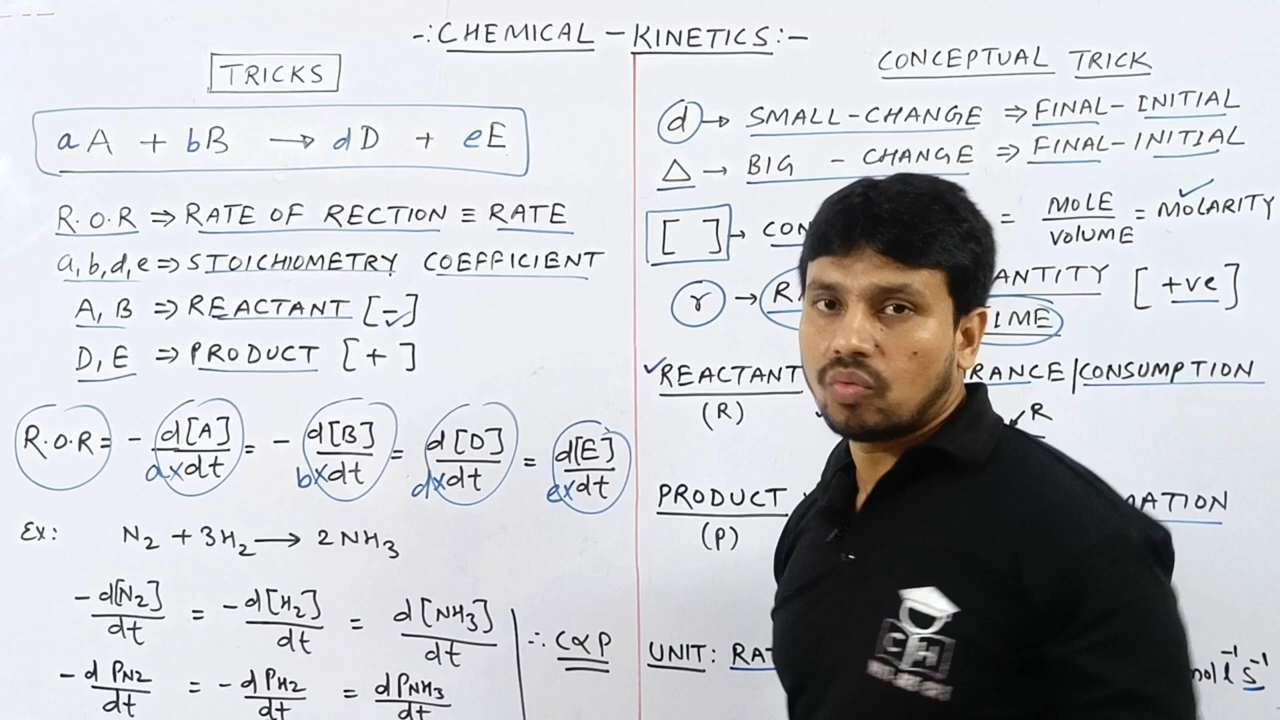 -: CHEMICAL – KINETICS :-
TRICKS
aA + bB → dD + eE
R.O.R ⇒ RATE OF RECTION ≡ RATE
a, b, d, e ⇒ STOICHIOMETRY COEFFICIENT
A, B ⇒ REACTANT [-]
D, E ⇒ PRODUCT [+]
R.O.R = - d[A]/a×dt = - d[B]/b×dt = d[D]/d×dt = d[E]/e×dt
Ex: N₂ + 3H₂ → 2NH₃
-d[N₂]/dt = -d[H₂]/dt = d[NH₃]/dt ∴ C∝P
-dPN₂/dt = -dPH₂/dt = dPNH₃/dt
CONCEPTUAL TRICK
d → SMALL-CHANGE ⇒ FINAL-INITIAL
Δ → BIG - CHANGE ⇒ FINAL-INITIAL
[ ] → CON = MOLE/VOLUME = MOLARITY
r → R ANTITY/IME [+ve]
REACTANT RANCE/CONSUMPTION
(R) R
PRODUCT MATION
(P)
UNIT: RAT mol l⁻¹ s⁻¹